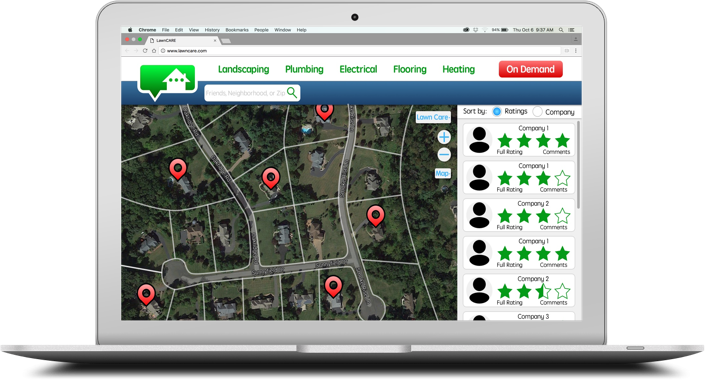 Chrome File Edit View History Bookmarks People Window Help
94% Thu Oct 6 9:37 AM
LawnCARE
www.lawncare.com
Landscaping Plumbing Electrical Flooring Heating On Demand
Friends, Neighborhood, or Zip
Sort by: Ratings Company
Lawn Care
Map
Company 1
Full Rating Comments
Company 1
Full Rating Comments
Company 2
Full Rating Comments
Company 1
Full Rating Comments
Company 2
Full Rating Comments
Company 3